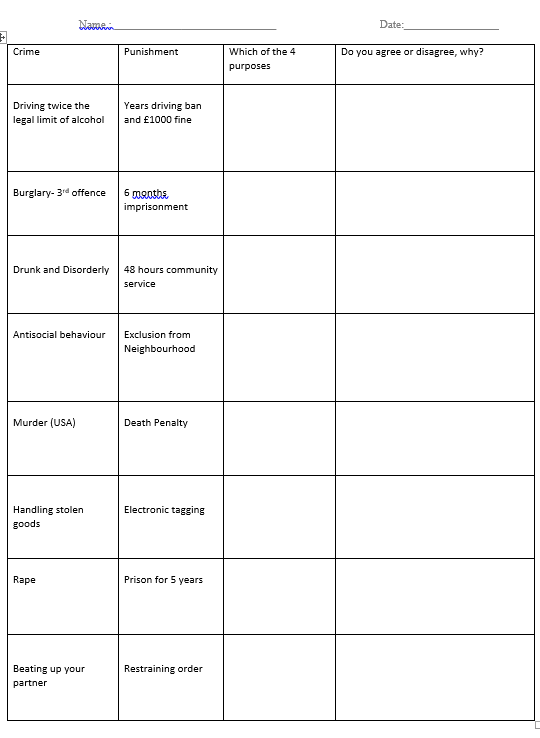 Name :____________________________ Date:________________
Crime
Punishment
Which of the 4
purposes
Do you agree or disagree, why?
Driving twice the
legal limit of alcohol
Years driving ban
and £1000 fine
Burglary- 3rd offence
6 months
imprisonment
Drunk and Disorderly
48 hours community
service
Antisocial behaviour
Exclusion from
Neighbourhood
Murder (USA)
Death Penalty
Handling stolen
goods
Electronic tagging
Rape
Prison for 5 years
Beating up your
partner
Restraining order